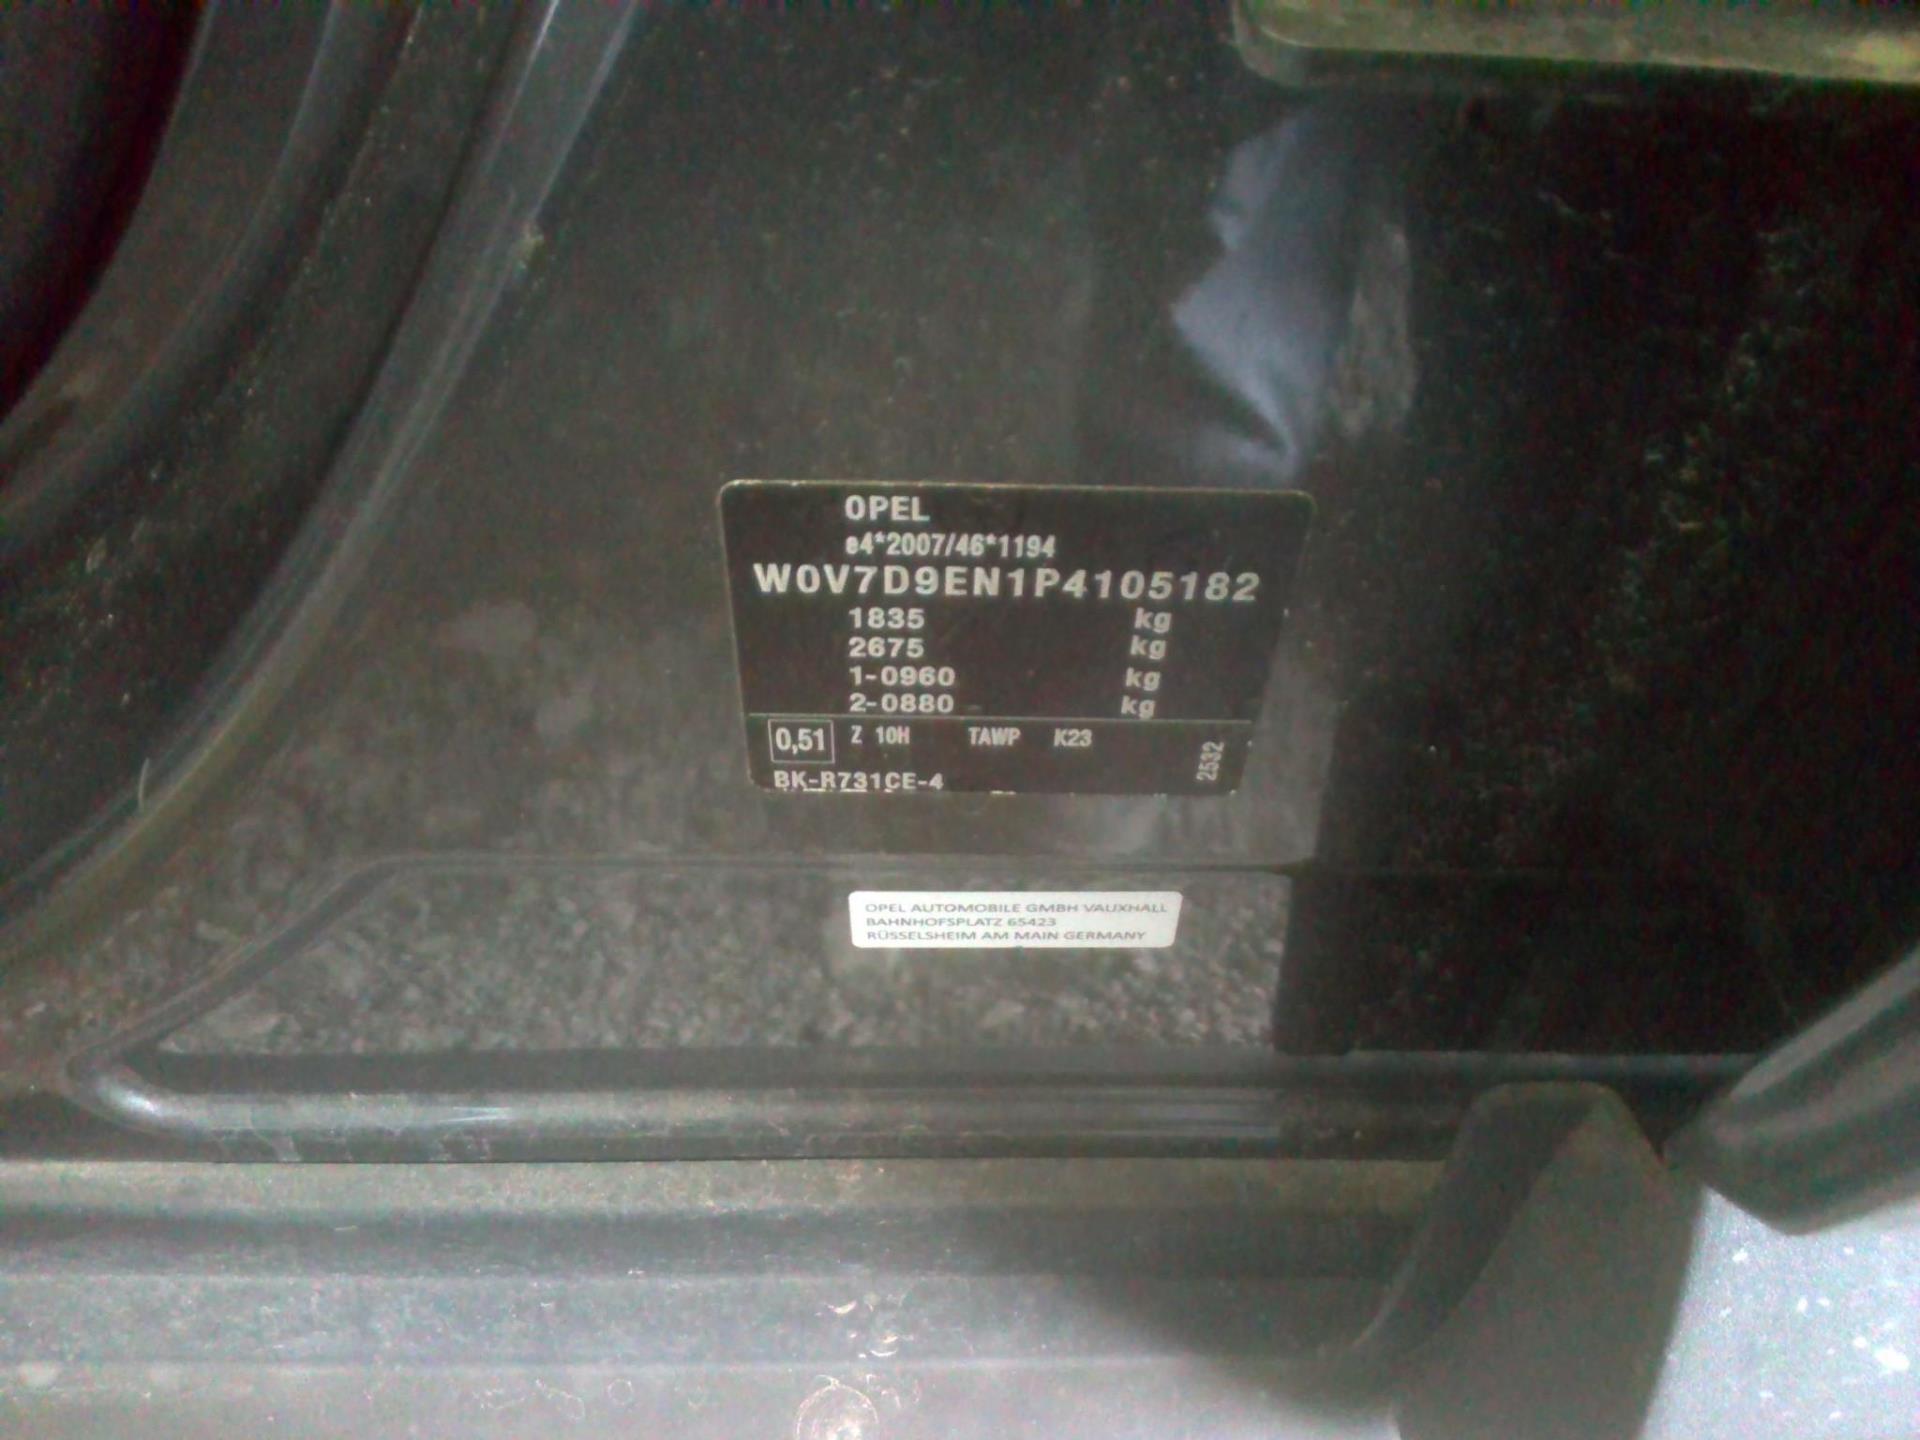 OPEL
e4*2007/46*1194
W0V7D9EN1P4105182
1835 kg
2675 kg
1-0960 kg
2-0880 kg
0,51 Z 10H TAWP K23
2532
BK-R731CE-4
OPEL AUTOMOBILE GMBH VAUXHALL
BAHNHOFSPLATZ 65423
RÜSSELSHEIM AM MAIN GERMANY